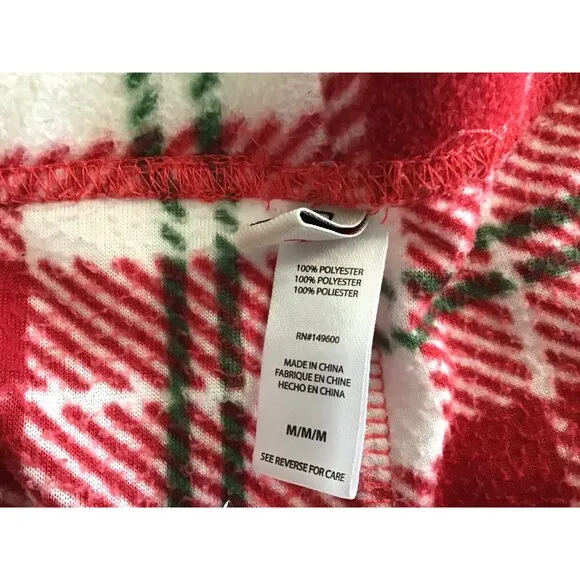 100% POLYESTER
100% POLYESTER
100% POLIESTER
RN#149600
MADE IN CHINA
FABRIQUE EN CHINE
HECHO EN CHINA
M/M/M
SEE REVERSE FOR CARE